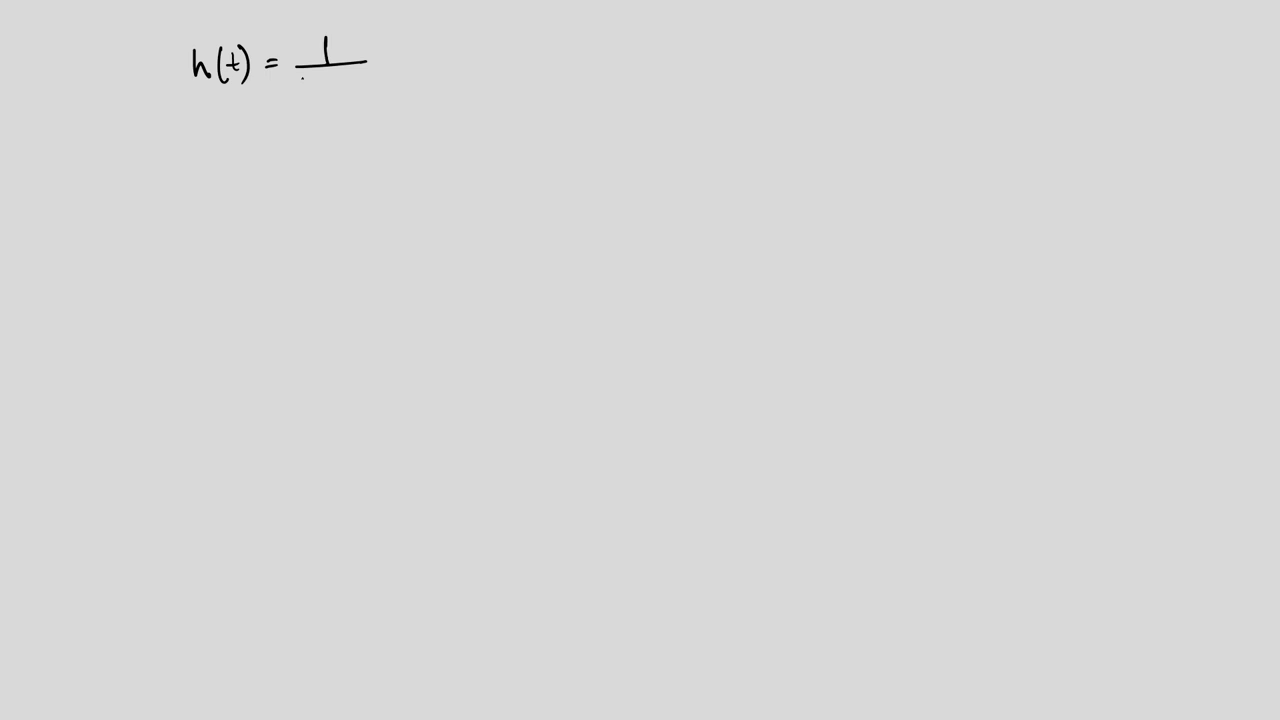 h(t) = 1/